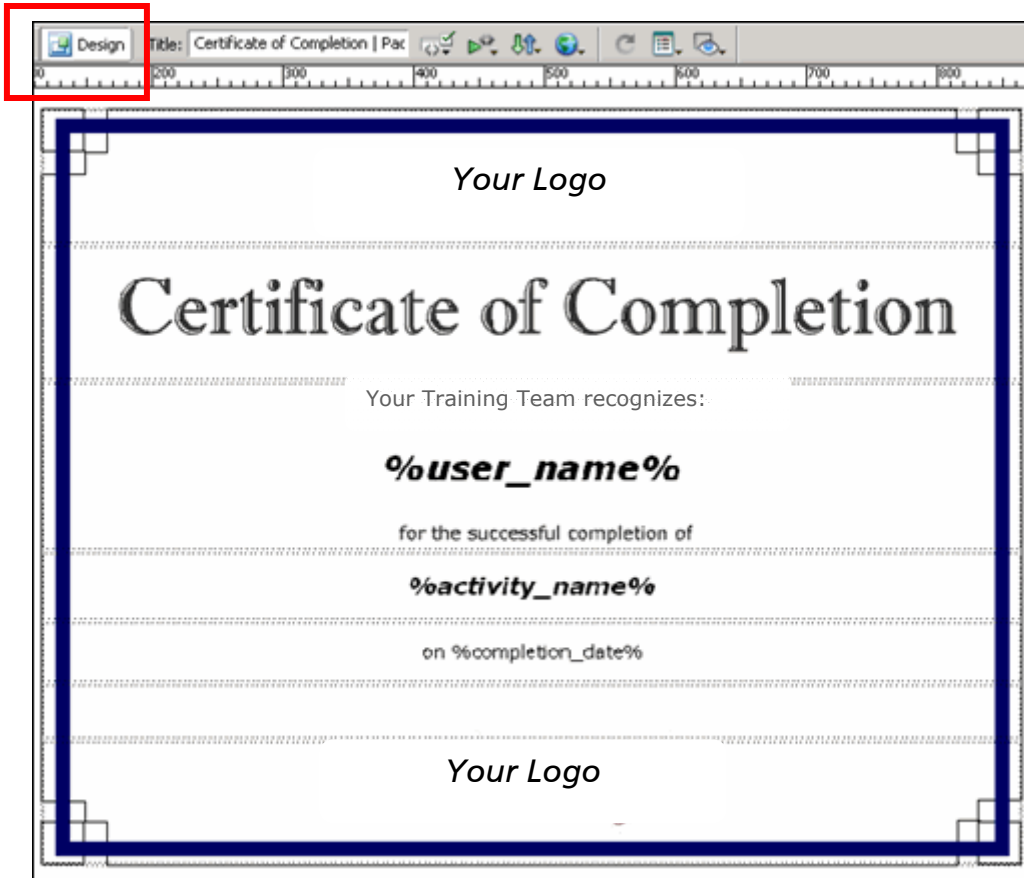 Design Title: Certificate of Completion | Pac
200 300 400 500 600 700 800
Your Logo
Certificate of Completion
Your Training Team recognizes:
%user_name%
for the successful completion of
%activity_name%
on %completion_date%
Your Logo